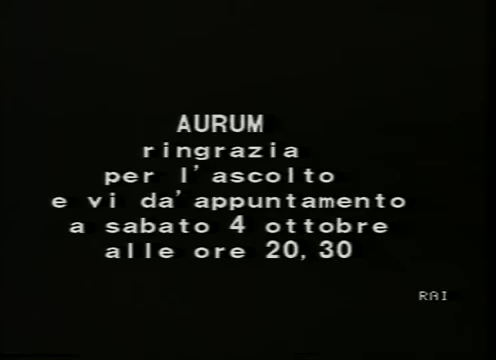 AURUM
ringrazia
per l'ascolto
e vi da'appuntamento
a sabato 4 ottobre
alle ore 20,30
RAI